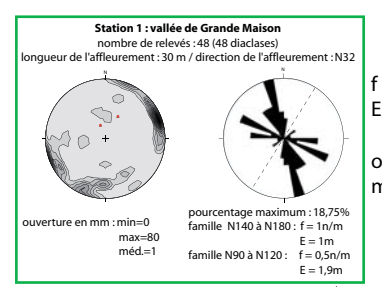 Station 1 : vallée de Grande Maison
nombre de relevés : 48 (48 diaclases)
longueur de l'affleurement : 30 m / direction de l'affleurement : N32
N
N
f
E
o
m
ouverture en mm : min=0
max=80
méd.=1
pourcentage maximum : 18,75%
famille N140 à N180 : f = 1n/m
E = 1m
famille N90 à N120 : f = 0,5n/m
E = 1,9m